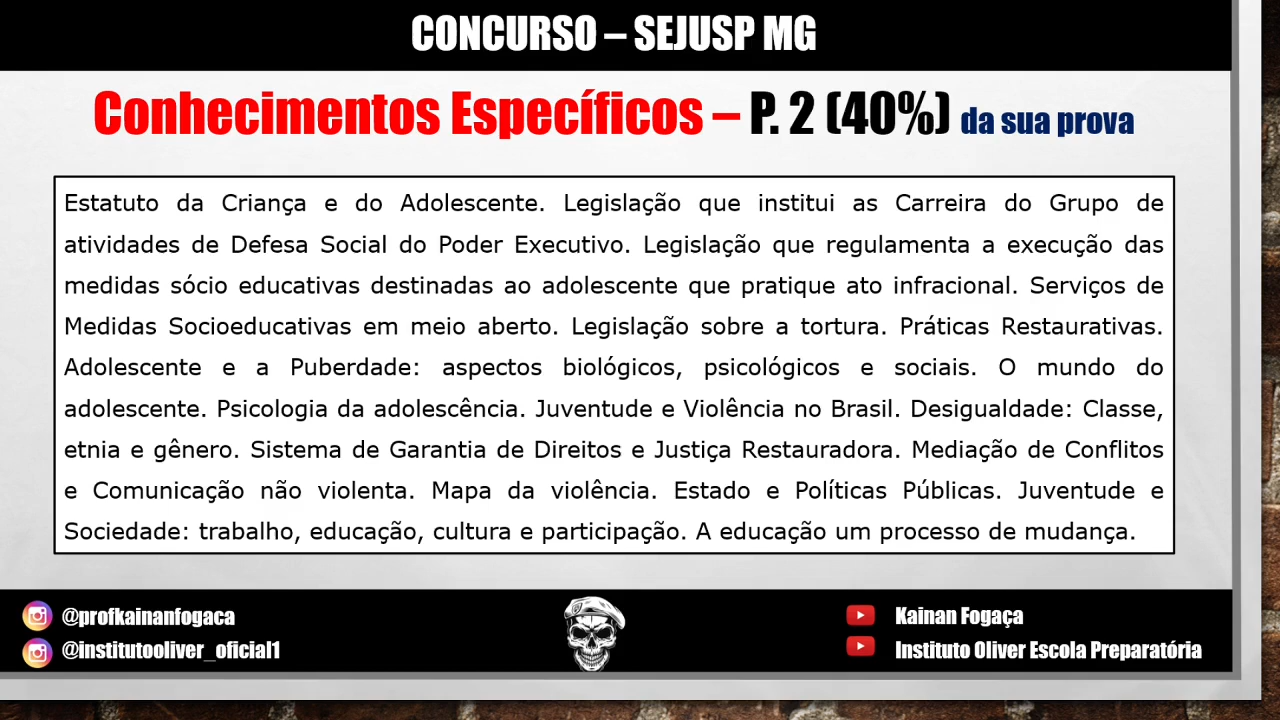 CONCURSO – SEJUSP MG
Conhecimentos Específicos – P. 2 (40%) da sua prova
Estatuto da Criança e do Adolescente. Legislação que institui as Carreira do Grupo de
atividades de Defesa Social do Poder Executivo. Legislação que regulamenta a execução das
medidas sócio educativas destinadas ao adolescente que pratique ato infracional. Serviços de
Medidas Socioeducativas em meio aberto. Legislação sobre a tortura. Práticas Restaurativas.
Adolescente e a Puberdade: aspectos biológicos, psicológicos e sociais. O mundo do
adolescente. Psicologia da adolescência. Juventude e Violência no Brasil. Desigualdade: Classe,
etnia e gênero. Sistema de Garantia de Direitos e Justiça Restauradora. Mediação de Conflitos
e Comunicação não violenta. Mapa da violência. Estado e Políticas Públicas. Juventude e
Sociedade: trabalho, educação, cultura e participação. A educação um processo de mudança.
@profkainanfogaca
@institutooliver_oficial1
Kainan Fogaça
Instituto Oliver Escola Preparatória